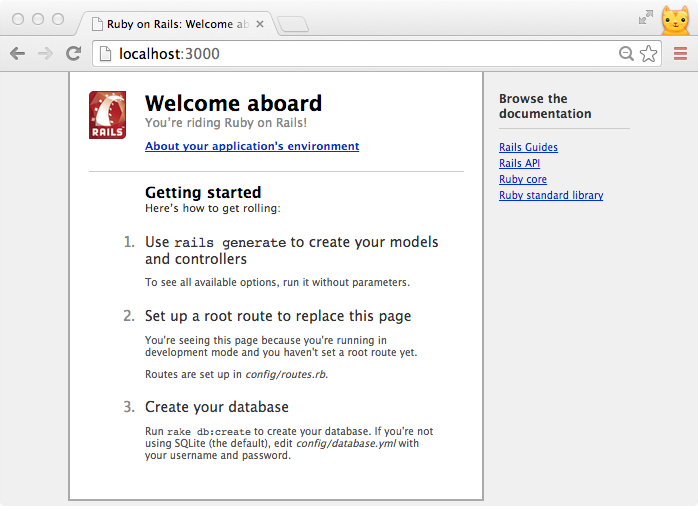 Ruby on Rails: Welcome ab
localhost:3000
RAILS
Welcome aboard
You're riding Ruby on Rails!
About your application's environment
Getting started
Here's how to get rolling:
1. Use rails generate to create your models
and controllers
To see all available options, run it without parameters.
2. Set up a root route to replace this page
You're seeing this page because you're running in
development mode and you haven't set a root route yet.
Routes are set up in config/routes.rb.
3. Create your database
Run rake db:create to create your database. If you're not
using SQLite (the default), edit config/database.yml with
your username and password.
Browse the
documentation
Rails Guides
Rails API
Ruby core
Ruby standard library